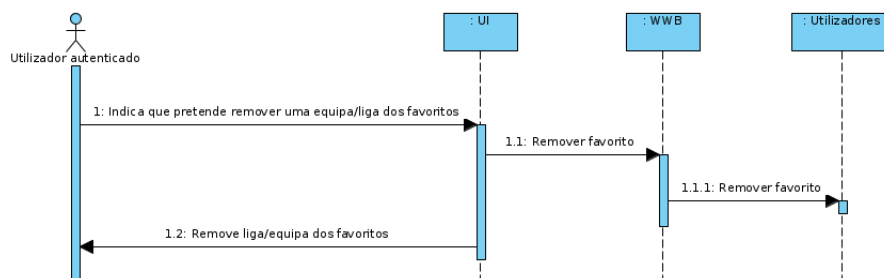 : UI
: WWB
: Utilizadores
Utilizador autenticado
1: Indica que pretende remover uma equipa/liga dos favoritos
1.1: Remover favorito
1.1.1: Remover favorito
1.2: Remove liga/equipa dos favoritos